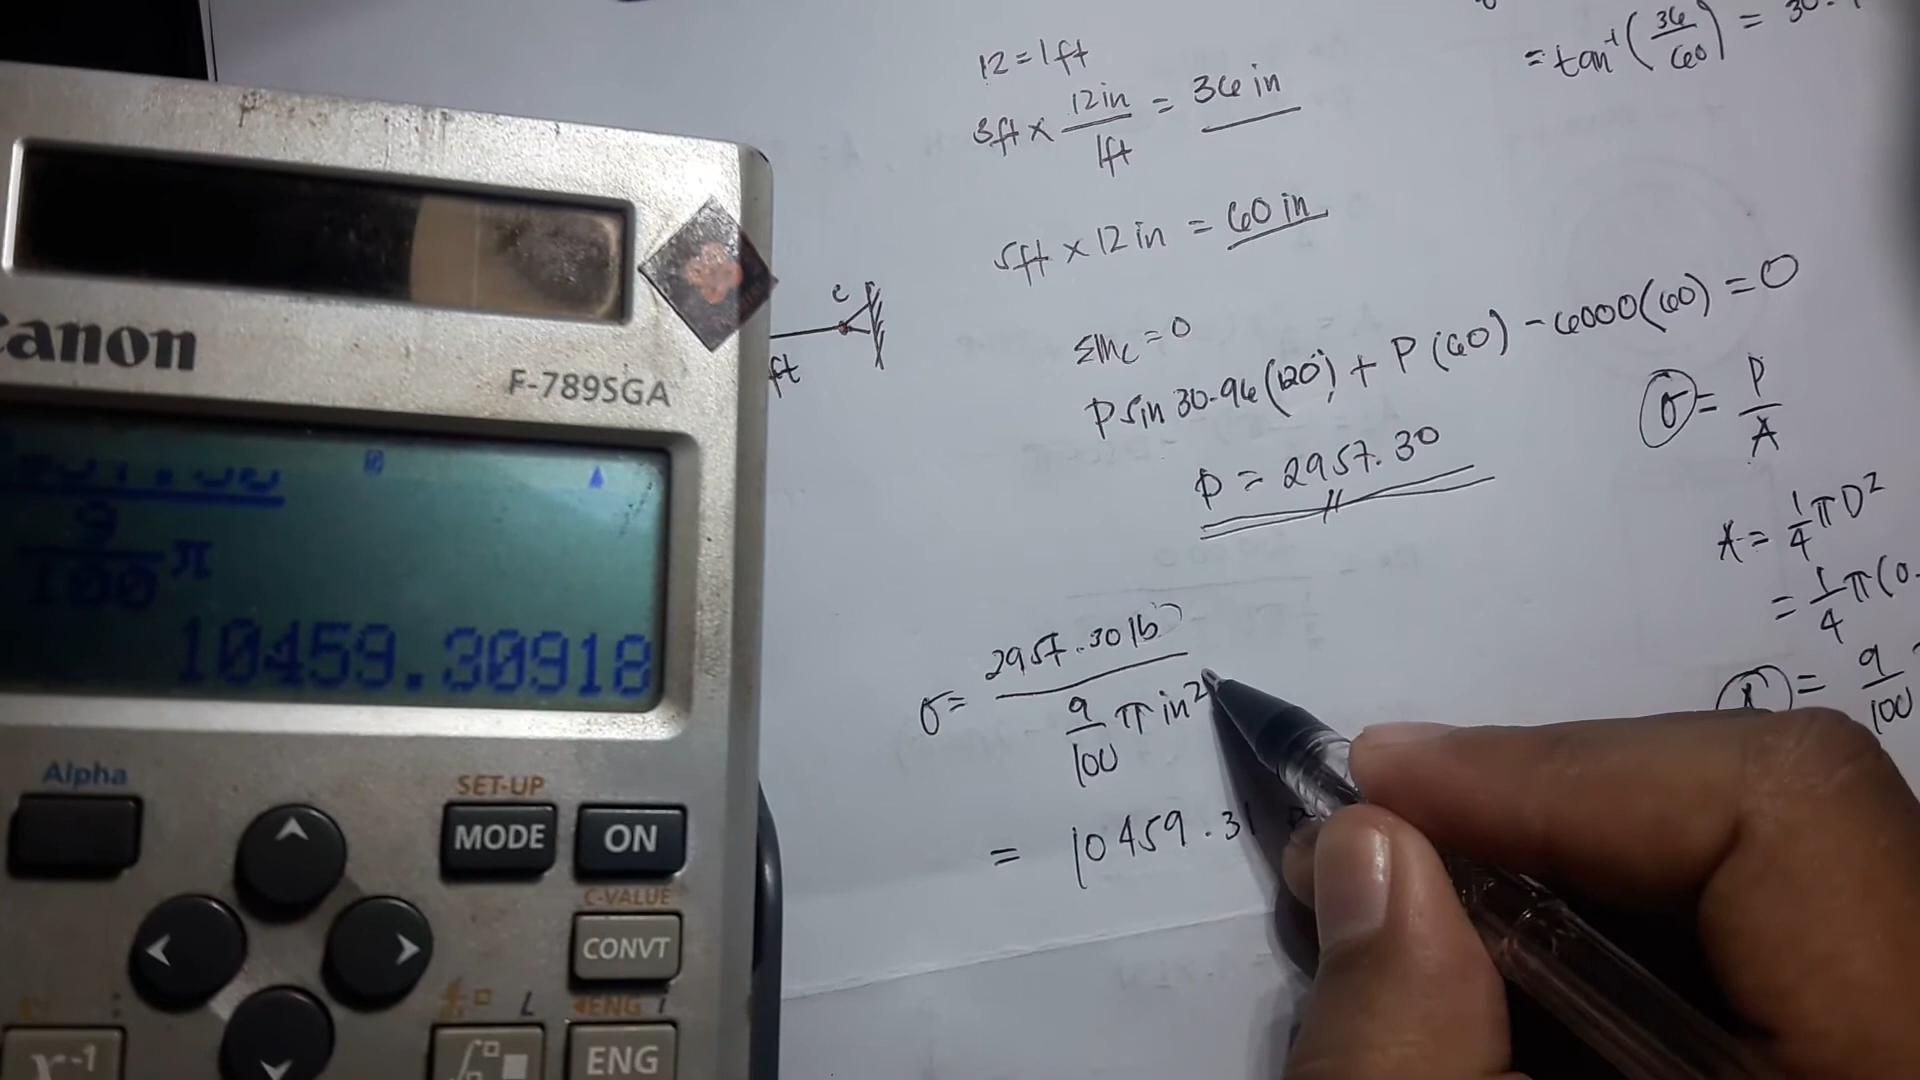 12 = 1ft
3ft × 12in / 1ft = 36 in
5ft × 12 in = 60 in
= tan⁻¹ (36/60) = 30.
C
ft
ΣMc = 0
P sin 30.96 (120) + P (60) - 6000 (60) = 0
P = 2957.30
σ = P / A
A = 1/4 π D²
= 1/4 π (0.
A = 9 / 100
σ = 2957.30 lb / 9/100 π in²
= 10459.31
Canon
F-789SGA
9/100 π
10459.30918
Alpha
SET-UP
MODE
ON
C-VALUE
CONVT
L
ENG i
x⁻¹
ENG